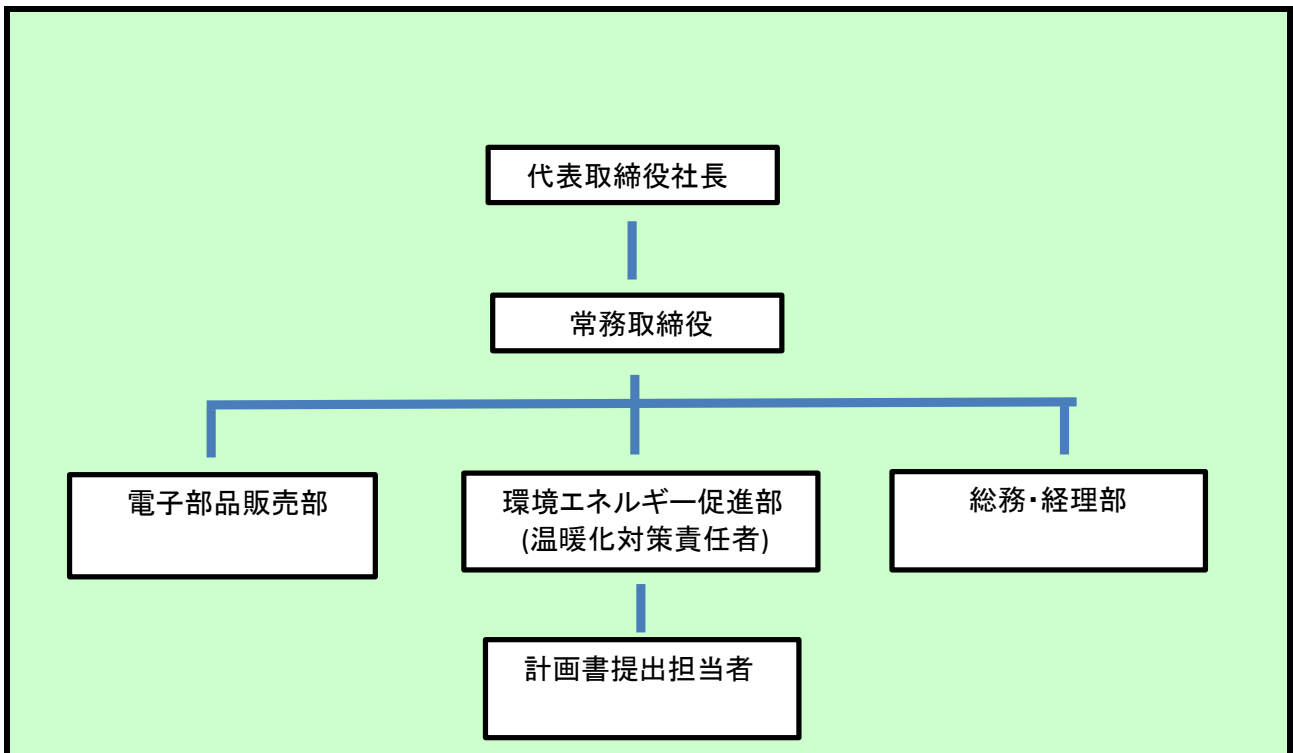 代表取締役社長
常務取締役
電子部品販売部
環境エネルギー促進部
(温暖化対策責任者)
総務・経理部
計画書提出担当者